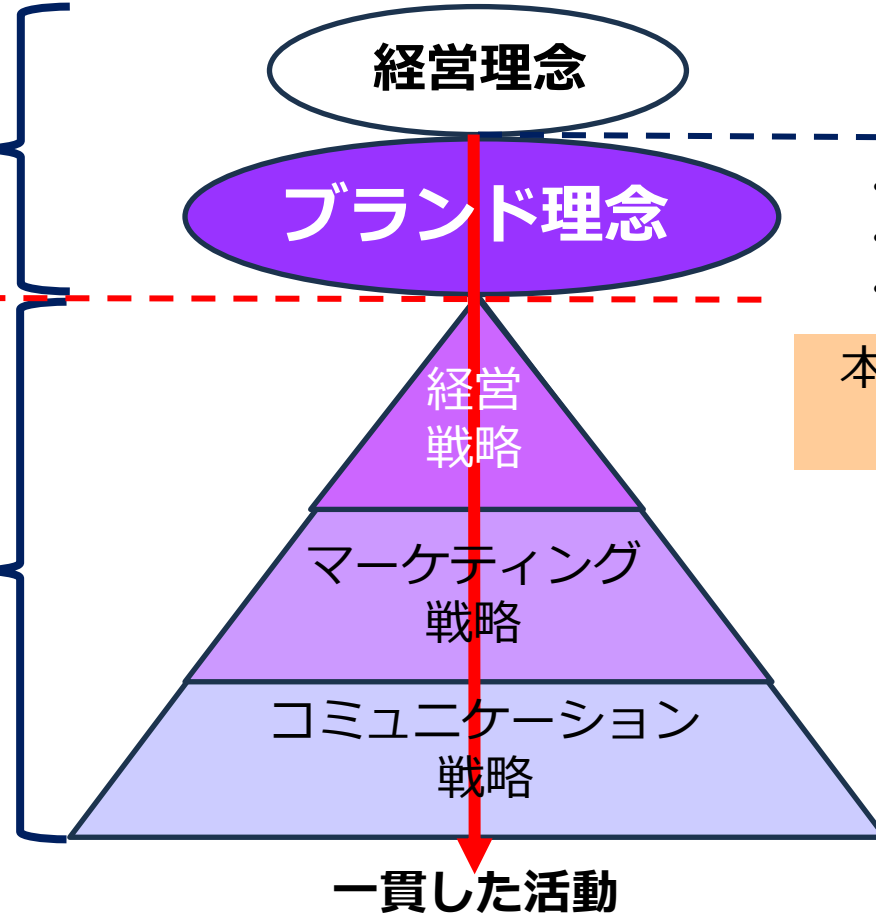 経営理念
ブランド理念
本
経営
戦略
マーケティング
戦略
コミュニケーション
戦略
一貫した活動